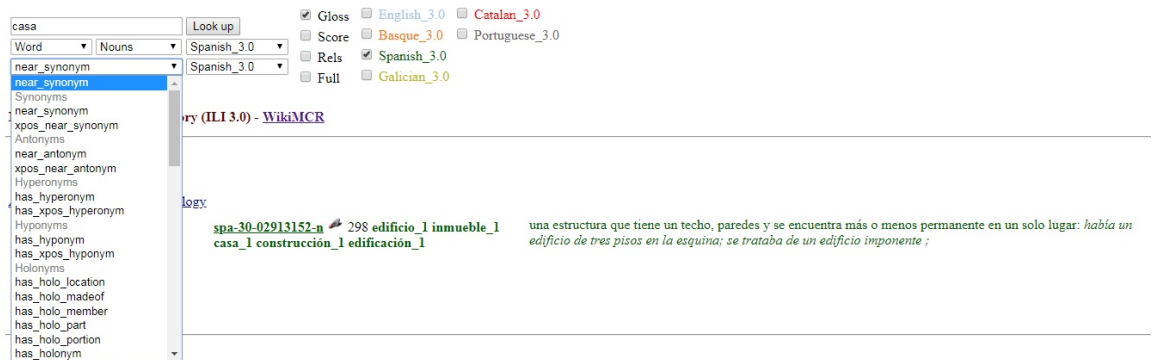 casa Look up
Word Nouns Spanish_3.0
near_synonym Spanish_3.0
Gloss English_3.0 Catalan_3.0
Score Basque_3.0 Portuguese_3.0
Rels Spanish_3.0
Full Galician_3.0
near_synonym
Synonyms
near_synonym
xpos_near_synonym
Antonyms
near_antonym
xpos_near_antonym
Hyperonyms
has_hyperonym
has_xpos_hyperonym
Hyponyms
has_hyponym
has_xpos_hyponym
Holonyms
has_holo_location
has_holo_madeof
has_holo_member
has_holo_part
has_holo_portion
has_holonym
ry (ILI 3.0) - WikiMCR
logy
spa-30-02913152-n 298 edificio_1 inmueble_1
casa_1 construcción_1 edificación_1
una estructura que tiene un techo, paredes y se encuentra más o menos permanente en un solo lugar: había un
edificio de tres pisos en la esquina; se trataba de un edificio imponente ;